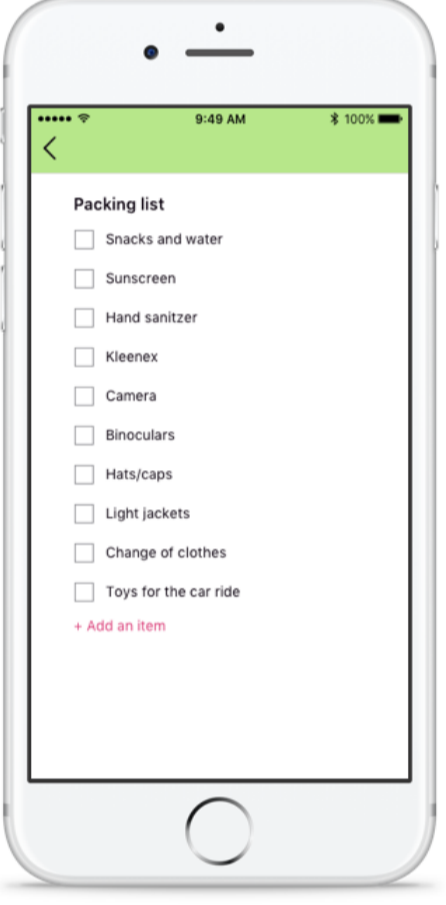 9:49 AM
100%
Packing list
Snacks and water
Sunscreen
Hand sanitzer
Kleenex
Camera
Binoculars
Hats/caps
Light jackets
Change of clothes
Toys for the car ride
+ Add an item